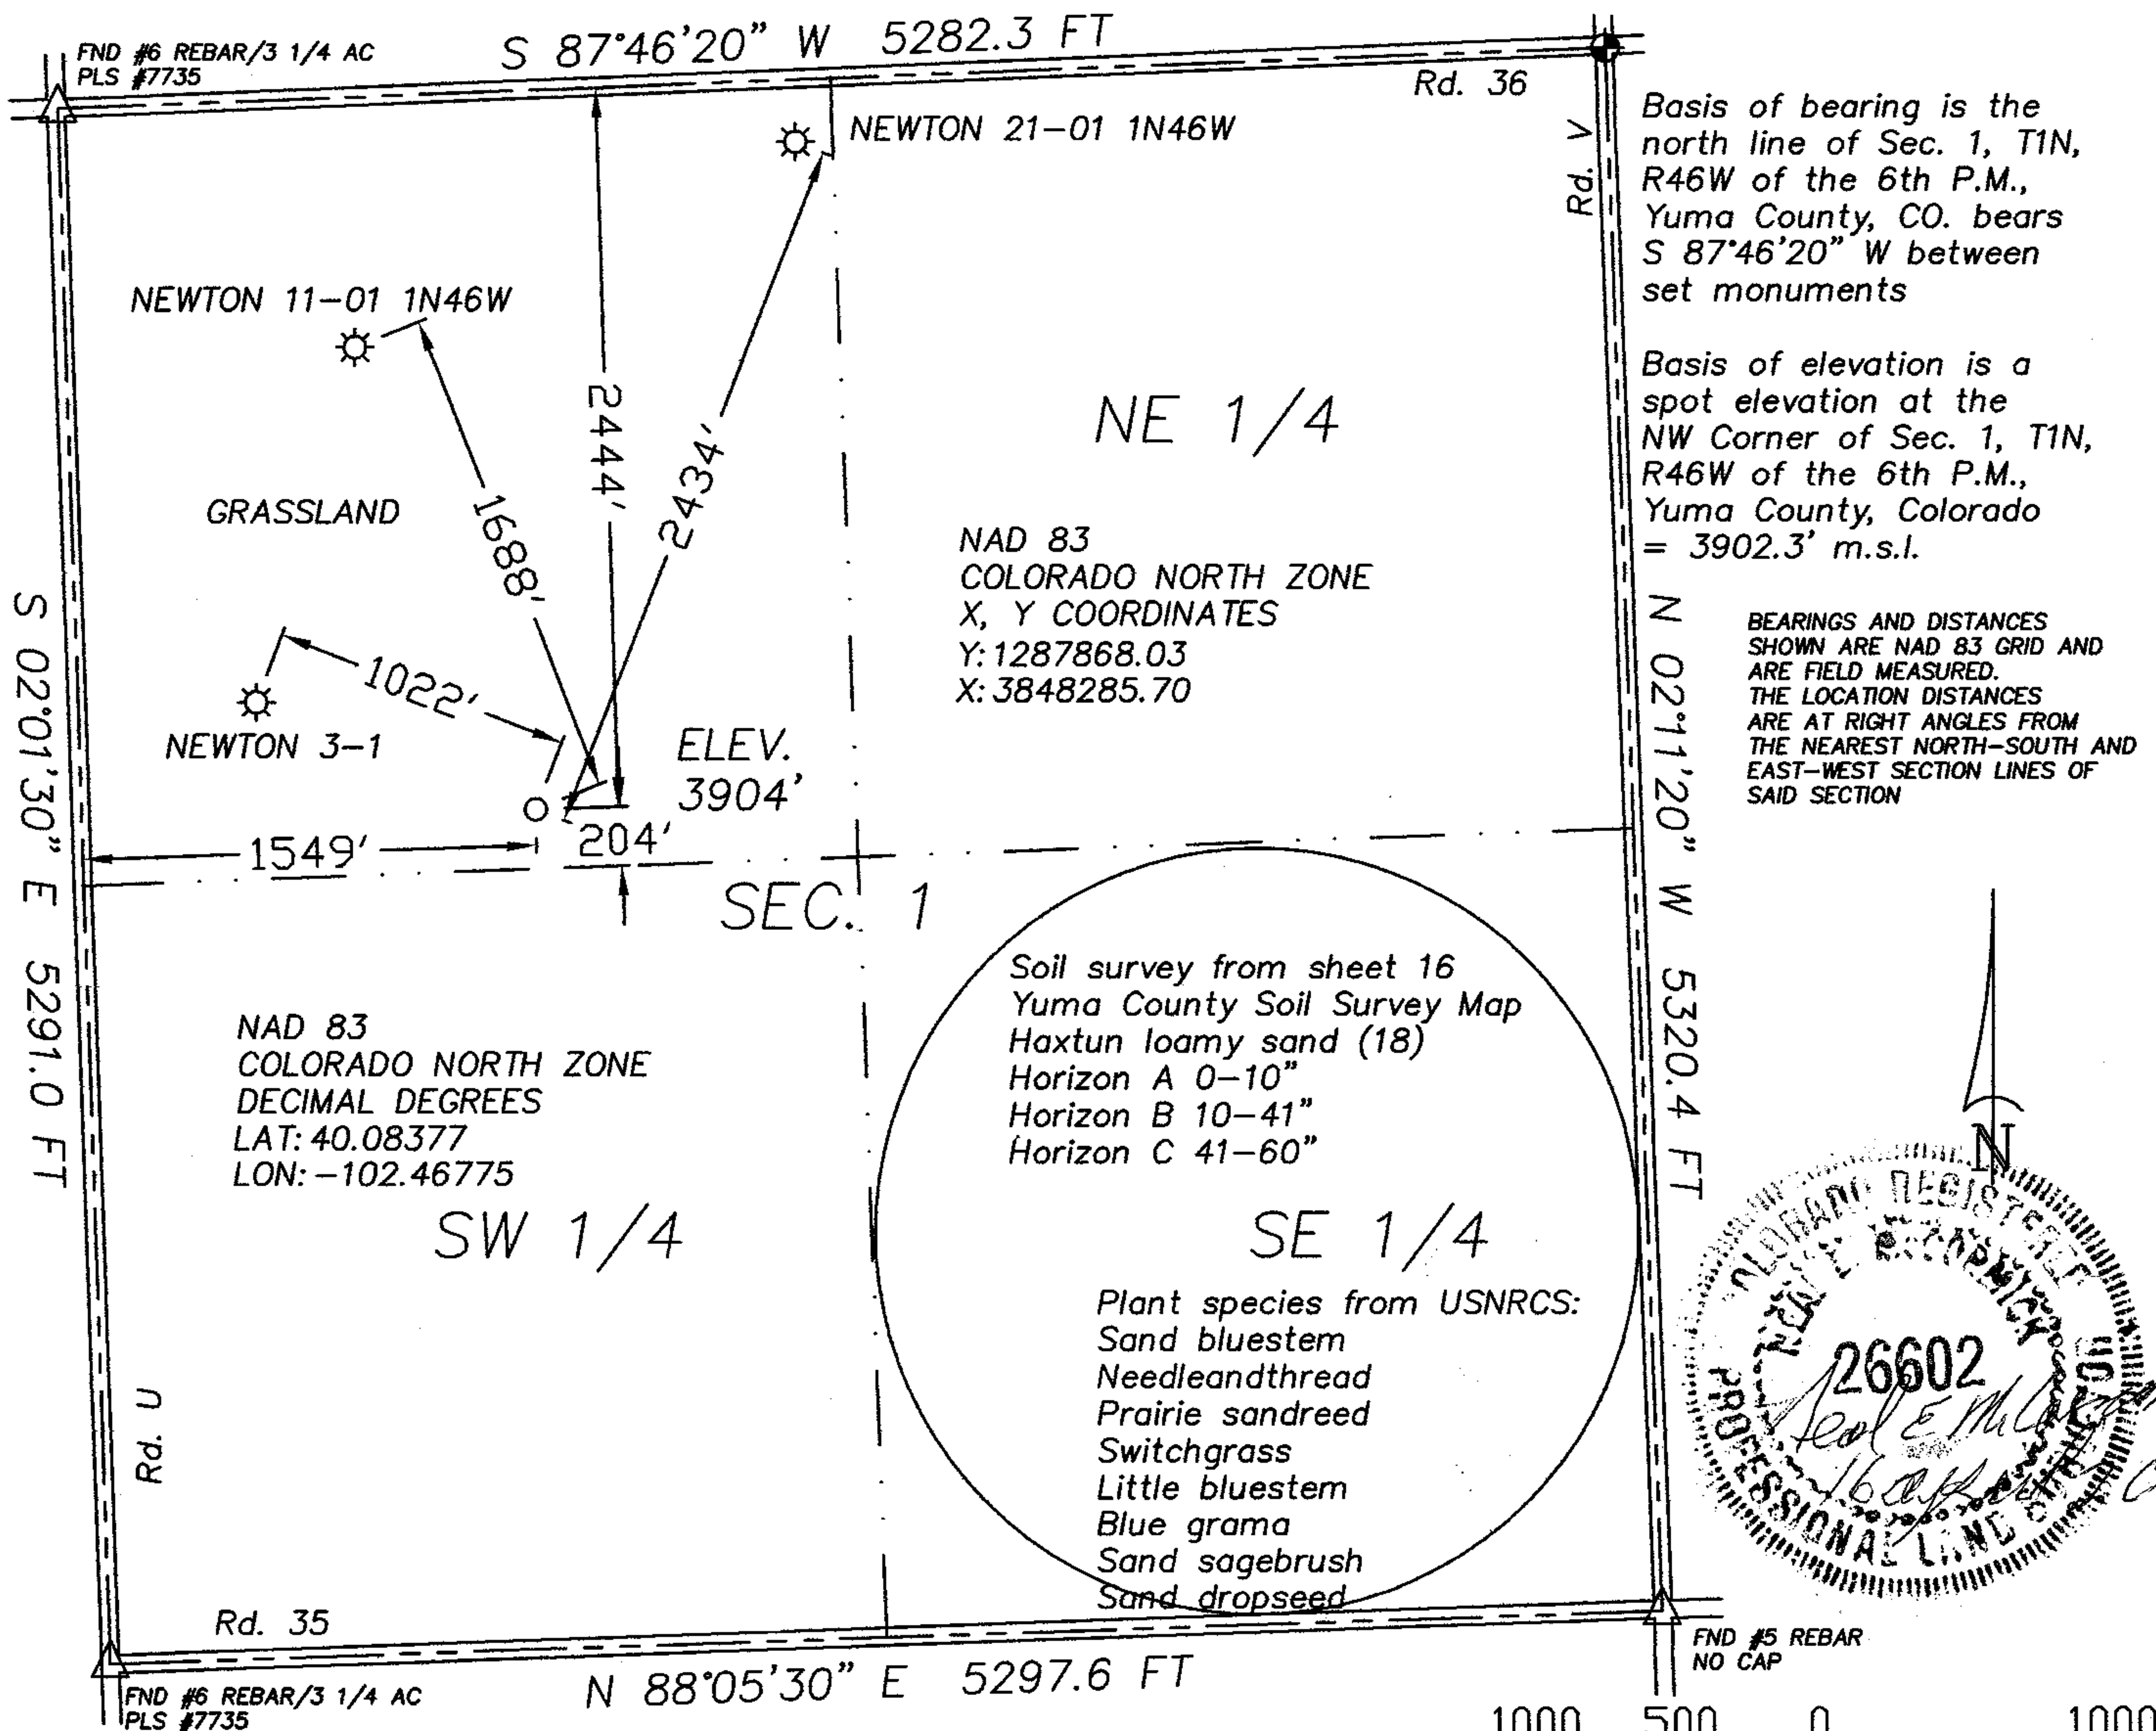 FND #6 REBAR/3 1/4 AC
PLS #7735
S 87°46'20" W 5282.3 FT
Rd. 36
Rd. V
NEWTON 21-01 1N46W
NEWTON 11-01 1N46W
GRASSLAND
2444'
2434'
1688'
1022'
NEWTON 3-1
ELEV.
3904'
204'
1549'
NE 1/4
NAD 83
COLORADO NORTH ZONE
X, Y COORDINATES
Y: 1287868.03
X: 3848285.70
SEC. 1
S 02°01'30" E 5291.0 FT
N 02°11'20" W 5320.4 FT
Basis of bearing is the
north line of Sec. 1, T1N,
R46W of the 6th P.M.,
Yuma County, CO. bears
S 87°46'20" W between
set monuments
Basis of elevation is a
spot elevation at the
NW Corner of Sec. 1, T1N,
R46W of the 6th P.M.,
Yuma County, Colorado
= 3902.3' m.s.l.
BEARINGS AND DISTANCES
SHOWN ARE NAD 83 GRID AND
ARE FIELD MEASURED.
THE LOCATION DISTANCES
ARE AT RIGHT ANGLES FROM
THE NEAREST NORTH-SOUTH AND
EAST-WEST SECTION LINES OF
SAID SECTION
NAD 83
COLORADO NORTH ZONE
DECIMAL DEGREES
LAT: 40.08377
LON: -102.46775
SW 1/4
Rd. U
Rd. 35
Soil survey from sheet 16
Yuma County Soil Survey Map
Haxtun loamy sand (18)
Horizon A 0-10"
Horizon B 10-41"
Horizon C 41-60"
SE 1/4
Plant species from USNRCS:
Sand bluestem
Needleandthread
Prairie sandreed
Switchgrass
Little bluestem
Blue grama
Sand sagebrush
Sand dropseed
N
COLORADO REGISTERED
26602
PROFESSIONAL LAND
FND #5 REBAR
NO CAP
N 88°05'30" E 5297.6 FT
FND #6 REBAR/3 1/4 AC
PLS #7735
1000 500 0 1000